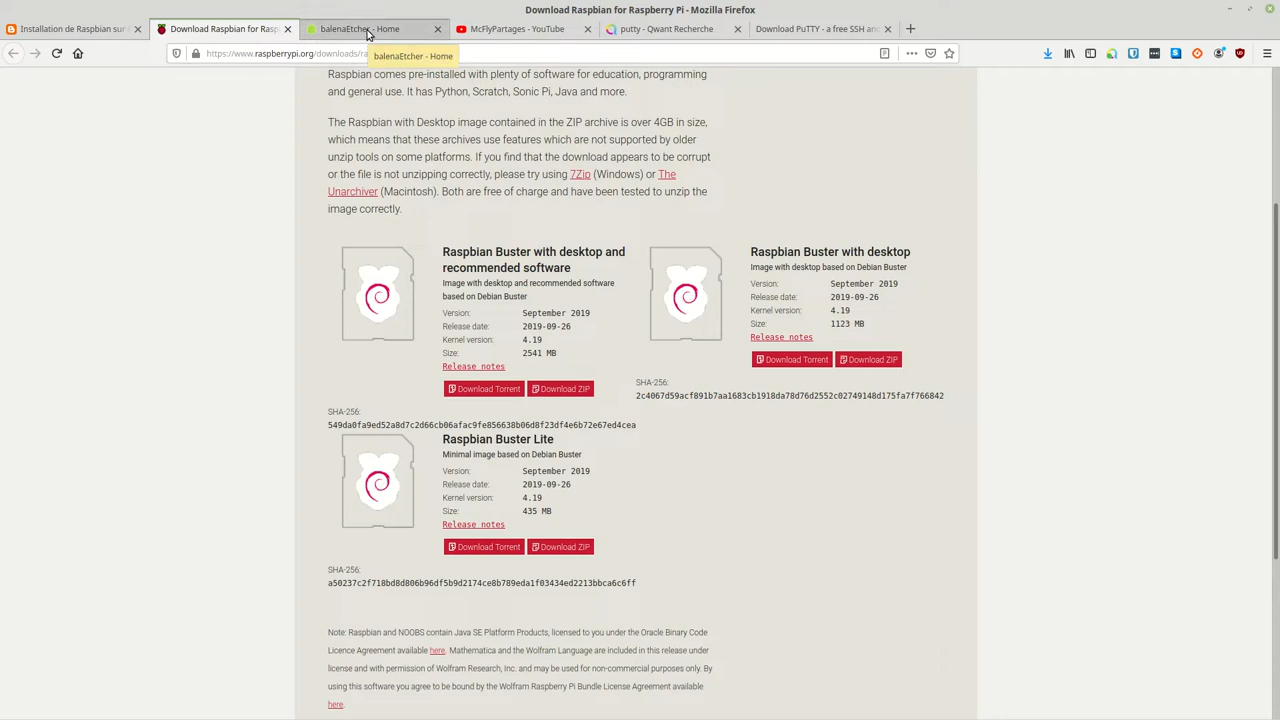 Download Raspbian for Raspberry Pi - Mozilla Firefox
Installation de Raspbian sur
Download Raspbian for Rasp
balenaEtcher - Home
McFlyPartages - YouTube
putty - Qwant Recherche
Download PuTTY - a free SSH and
https://www.raspberrypi.org/downloads/ra
balenaEtcher - Home
Raspbian comes pre-installed with plenty of software for education, programming
and general use. It has Python, Scratch, Sonic Pi, Java and more.
The Raspbian with Desktop image contained in the ZIP archive is over 4GB in size,
which means that these archives use features which are not supported by older
unzip tools on some platforms. If you find that the download appears to be corrupt
or the file is not unzipping correctly, please try using 7Zip (Windows) or The
Unarchiver (Macintosh). Both are free of charge and have been tested to unzip the
image correctly.
Raspbian Buster with desktop and
recommended software
Image with desktop and recommended software
based on Debian Buster
Version: September 2019
Release date: 2019-09-26
Kernel version: 4.19
Size: 2541 MB
Release notes
Download Torrent Download ZIP
SHA-256:
549da0fa9ed52a8d7c2d66cb06afac9fe856638b06d8f23df4e6b72e67ed4cea
Raspbian Buster with desktop
Image with desktop based on Debian Buster
Version: September 2019
Release date: 2019-09-26
Kernel version: 4.19
Size: 1123 MB
Release notes
Download Torrent Download ZIP
SHA-256:
2c4067d59acf891b7aa1683cb1918da78d76d2552c02749148d175fa7f766842
Raspbian Buster Lite
Minimal image based on Debian Buster
Version: September 2019
Release date: 2019-09-26
Kernel version: 4.19
Size: 435 MB
Release notes
Download Torrent Download ZIP
SHA-256:
a50237c2f718bd8d806b96df5b9d2174ce8b789eda1f03434ed2213bbca6c6ff
Note: Raspbian and NOOBS contain Java SE Platform Products, licensed to you under the Oracle Binary Code
Licence Agreement available here. Mathematica and the Wolfram Language are included in this release under
license and with permission of Wolfram Research, Inc. and may be used for non-commercial purposes only. By
using this software you agree to be bound by the Wolfram Raspberry Pi Bundle License Agreement available
here.